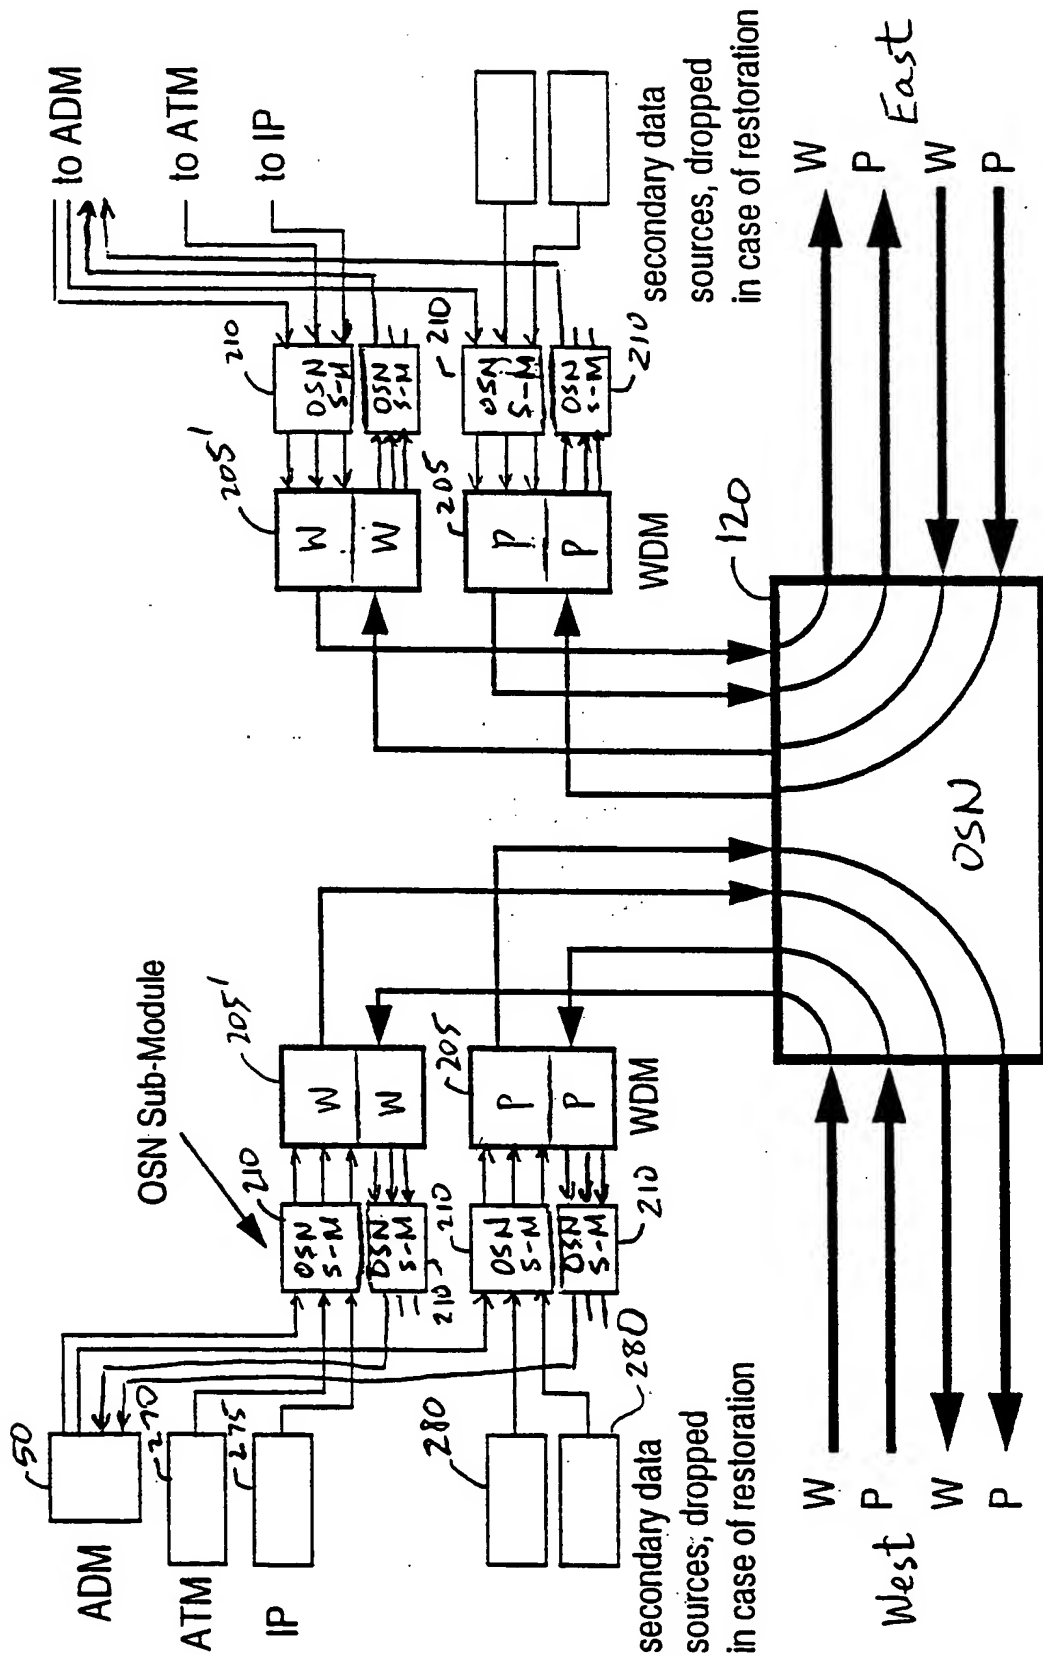 ADM
ATM
IP
50
270
275
280
280
secondary data
sources, dropped
in case of restoration
OSN Sub-Module
210
OSN
S-M
OSN
S-M
210
210
OSN
S-M
OSN
S-M
210
205'
W
W
205
P
P
WDM
205'
W
W
205
P
P
WDM
210
OSN
S-M
OSN
S-M
210
OSN
S-M
OSN
S-M
210
to ADM
to ATM
to IP
secondary data
sources, dropped
in case of restoration
120
OSN
W
P
W
P
West
W
P
W
P
East